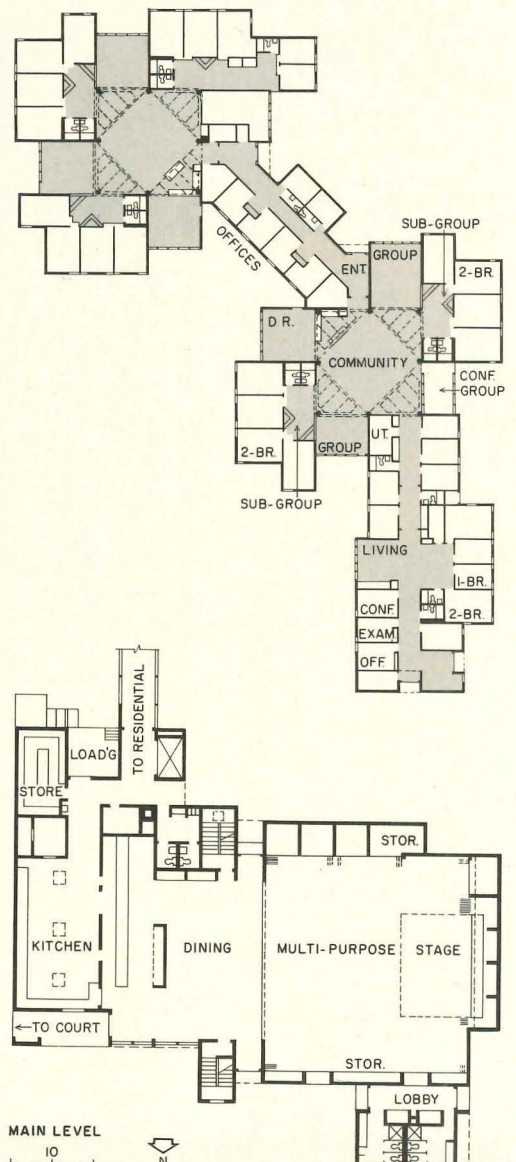 OFFICES
SUB-GROUP
ENT.
GROUP
2-BR.
D.R.
COMMUNITY
CONF.
GROUP
2-BR.
GROUP
UT.
SUB-GROUP
LIVING
1-BR.
CONF.
2-BR.
EXAM.
OFF.
TO RESIDENTIAL
LOAD'G
STORE
STOR.
KITCHEN
DINING
MULTI-PURPOSE
STAGE
TO COURT
STOR.
LOBBY
MAIN LEVEL
10
N